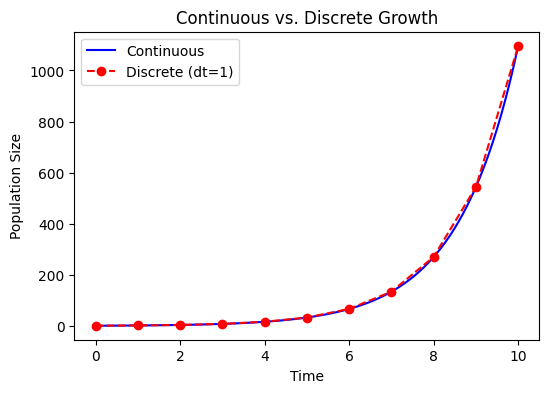 Continuous vs. Discrete Growth
Continuous
Discrete (dt=1)
Population Size
1000
800
600
400
200
0
0 2 4 6 8 10
Time